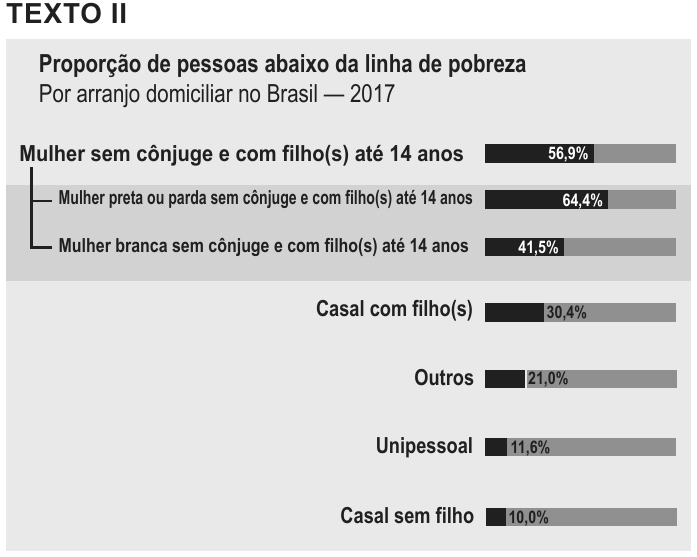 TEXTO II
Proporção de pessoas abaixo da linha de pobreza
Por arranjo domiciliar no Brasil — 2017
Mulher sem cônjuge e com filho(s) até 14 anos 56,9%
Mulher preta ou parda sem cônjuge e com filho(s) até 14 anos 64,4%
Mulher branca sem cônjuge e com filho(s) até 14 anos 41,5%
Casal com filho(s) 30,4%
Outros 21,0%
Unipessoal 11,6%
Casal sem filho 10,0%